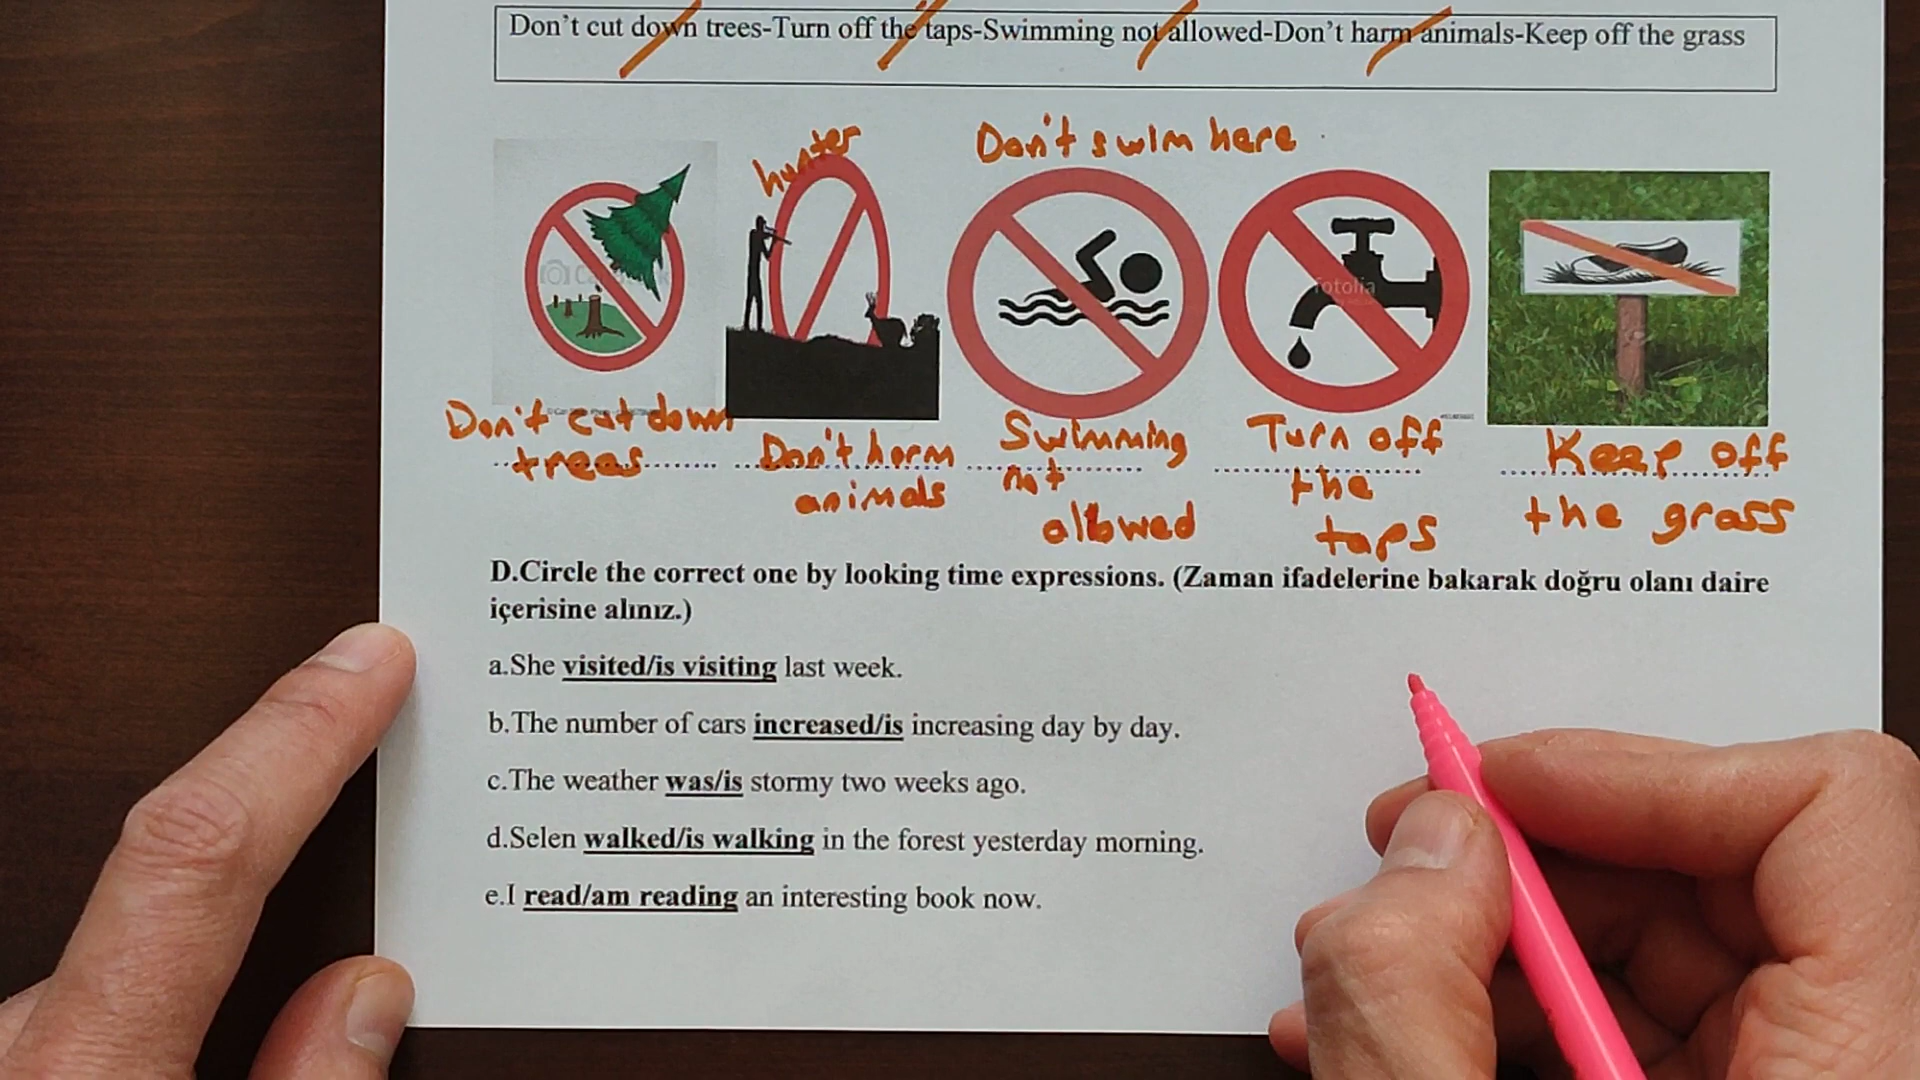 Don't cut down trees-Turn off the taps-Swimming not allowed-Don't harm animals-Keep off the grass
hunter
Don't swim here
fotolia
Don't cut down
trees
Don't harm
animals
Swimming
not
allowed
Turn off
the
taps
Keep off
the grass
D.Circle the correct one by looking time expressions. (Zaman ifadelerine bakarak doğru olanı daire
içerisine alınız.)
a.She visited/is visiting last week.
b.The number of cars increased/is increasing day by day.
c.The weather was/is stormy two weeks ago.
d.Selen walked/is walking in the forest yesterday morning.
e.I read/am reading an interesting book now.